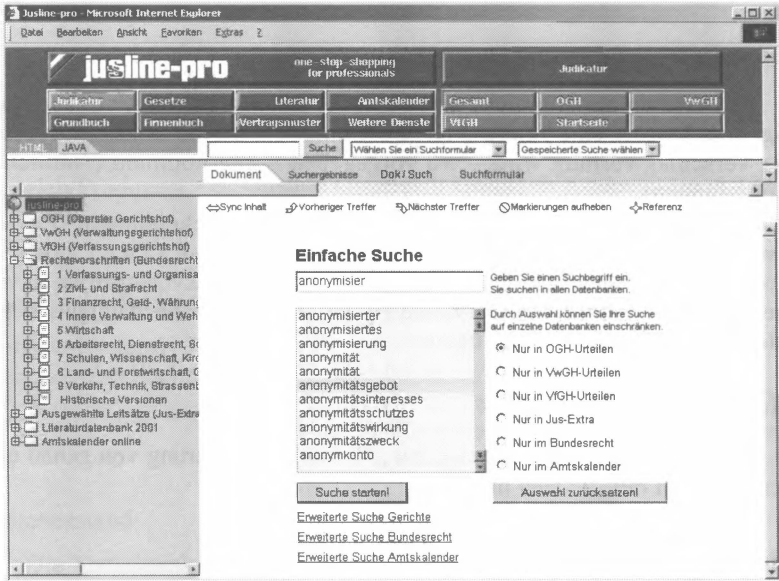 Jusline-pro - Microsoft Internet Explorer
Datei Bearbeiten Ansicht Favoriten Extras ?
jusline-pro
one-stop-shopping
for professionals
Judikatur
Judikatur Gesetze Literatur Amtskalender Gesamt OGH VwGH
Grundbuch Firmenbuch Vertragsmuster Weitere Dienste VfGH Startseite
HTML JAVA Suche Wählen Sie ein Suchformular Gespeicherte Suche wählen
Dokument Suchergebnisse Dok / Such Suchformular
Sync Inhalt Vorheriger Treffer Nächster Treffer Markierungen aufheben Referenz
jusline-pro
OGH (Oberster Gerichtshof)
VwGH (Verwaltungsgerichtshof)
VfGH (Verfassungsgerichtshof)
Rechtsvorschriften (Bundesrecht
1 Verfassungs- und Organisa
2 Zivil- und Strafrecht
3 Finanzrecht, Geld-, Währung
4 Innere Verwaltung und Weh
5 Wirtschaft
6 Arbeitsrecht, Dienstrecht, So
7 Schulen, Wissenschaft, Kirc
8 Land- und Forstwirtschaft, G
9 Verkehr, Technik, Strassenb
Historische Versionen
Ausgewählte Leitsätze (Jus-Extra
Literaturdatenbank 2001
Amtskalender online
Einfache Suche
anonymisier
Geben Sie einen Suchbegriff ein.
Sie suchen in allen Datenbanken.
anonymisierter
anonymisiertes
anonymisierung
anonymität
anonymität
anonymitätsgebot
anonymitätsinteresses
anonymitätsschutzes
anonymitätswirkung
anonymitätszweck
anonymkonto
Durch Auswahl können Sie Ihre Suche
auf einzelne Datenbanken einschränken.
Nur in OGH-Urteilen
Nur in VwGH-Urteilen
Nur in VfGH-Urteilen
Nur in Jus-Extra
Nur im Bundesrecht
Nur im Amtskalender
Suche starten! Auswahl zurücksetzen!
Erweiterte Suche Gerichte
Erweiterte Suche Bundesrecht
Erweiterte Suche Amtskalender